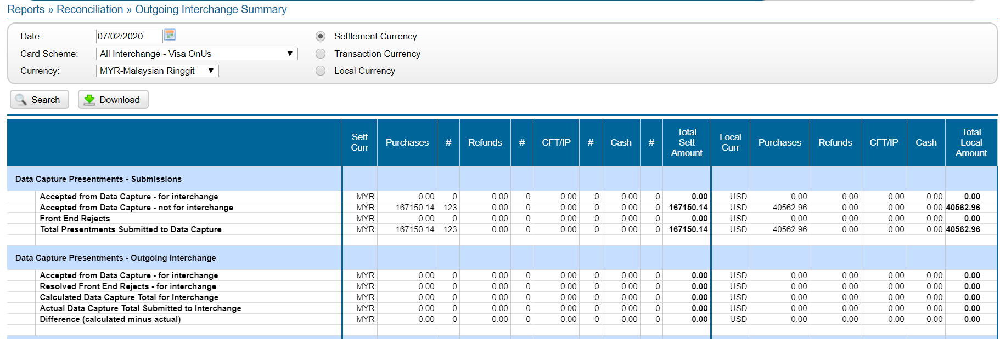 Reports » Reconciliation » Outgoing Interchange Summary
Date: 07/02/2020 Settlement Currency
Card Scheme: All Interchange - Visa OnUs Transaction Currency
Currency: MYR-Malaysian Ringgit Local Currency
Search Download
Sett Curr Purchases # Refunds # CFT/IP # Cash # Total Sett Amount Local Curr Purchases Refunds CFT/IP Cash Total Local Amount
Data Capture Presentments - Submissions
Accepted from Data Capture - for interchange MYR 0.00 0 0.00 0 0.00 0 0.00 0 0.00 USD 0.00 0.00 0.00 0.00 0.00
Accepted from Data Capture - not for interchange MYR 167150.14 123 0.00 0 0.00 0 0.00 0 167150.14 USD 40562.96 0.00 0.00 0.00 40562.96
Front End Rejects MYR 0.00 0 0.00 0 0.00 0 0.00 0 0.00 USD 0.00 0.00 0.00 0.00 0.00
Total Presentments Submitted to Data Capture MYR 167150.14 123 0.00 0 0.00 0 0.00 0 167150.14 USD 40562.96 0.00 0.00 0.00 40562.96
Data Capture Presentments - Outgoing Interchange
Accepted from Data Capture - for interchange MYR 0.00 0 0.00 0 0.00 0 0.00 0 0.00 USD 0.00 0.00 0.00 0.00 0.00
Resolved Front End Rejects - for interchange MYR 0.00 0 0.00 0 0.00 0 0.00 0 0.00 USD 0.00 0.00 0.00 0.00 0.00
Calculated Data Capture Total for Interchange MYR 0.00 0 0.00 0 0.00 0 0.00 0 0.00 USD 0.00 0.00 0.00 0.00 0.00
Actual Data Capture Total Submitted to Interchange MYR 0.00 0 0.00 0 0.00 0 0.00 0 0.00 USD 0.00 0.00 0.00 0.00 0.00
Difference (calculated minus actual) MYR 0.00 0 0.00 0 0.00 0 0.00 0 0.00 USD 0.00 0.00 0.00 0.00 0.00